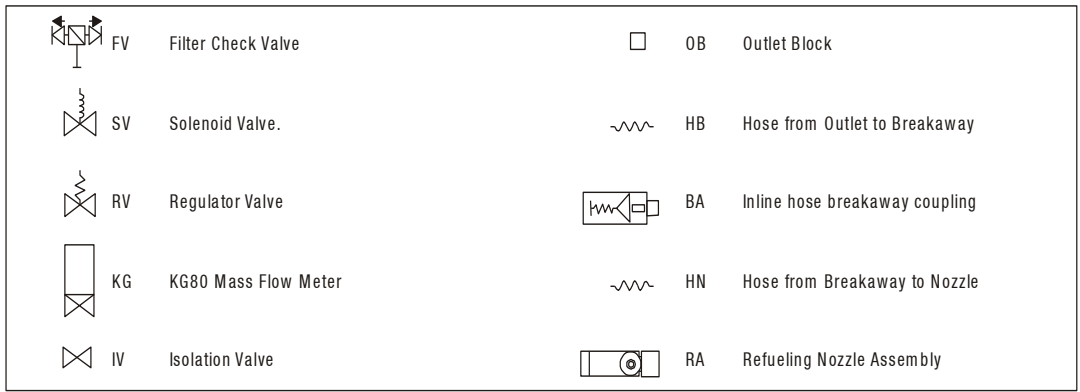 FV Filter Check Valve
SV Solenoid Valve.
RV Regulator Valve
KG KG80 Mass Flow Meter
IV Isolation Valve
OB Outlet Block
HB Hose from Outlet to Breakaway
BA Inline hose breakaway coupling
HN Hose from Breakaway to Nozzle
RA Refueling Nozzle Assembly